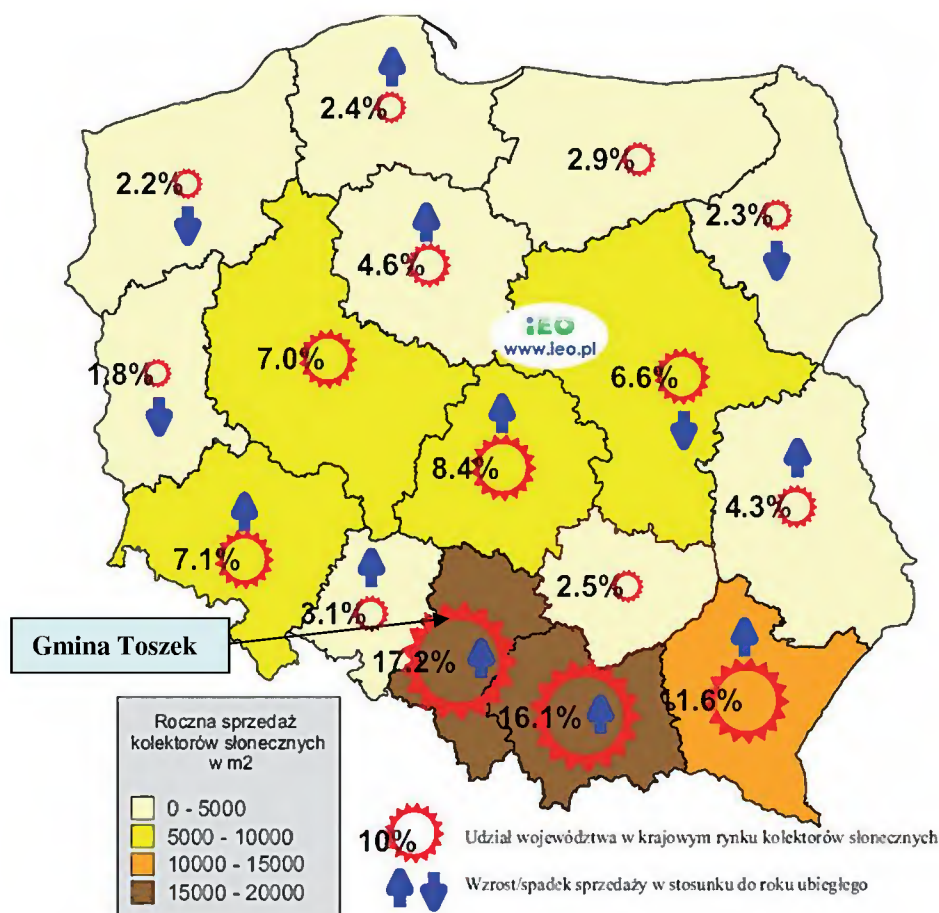 2.4%
2.9%
2.2%
2.3%
4.6%
iEO
www.ieo.pl
7.0%
6.6%
1.8%
8.4%
4.3%
7.1%
2.5%
3.1%
Gmina Toszek
17.2%
16.1%
11.6%
Roczna sprzedaż
kolektorów słonecznych
w m2
0 - 5000
5000 - 10000
10000 - 15000
15000 - 20000
10%
Udział województwa w krajowym rynku kolektorów słonecznych
Wzrost/spadek sprzedaży w stosunku do roku ubiegłego